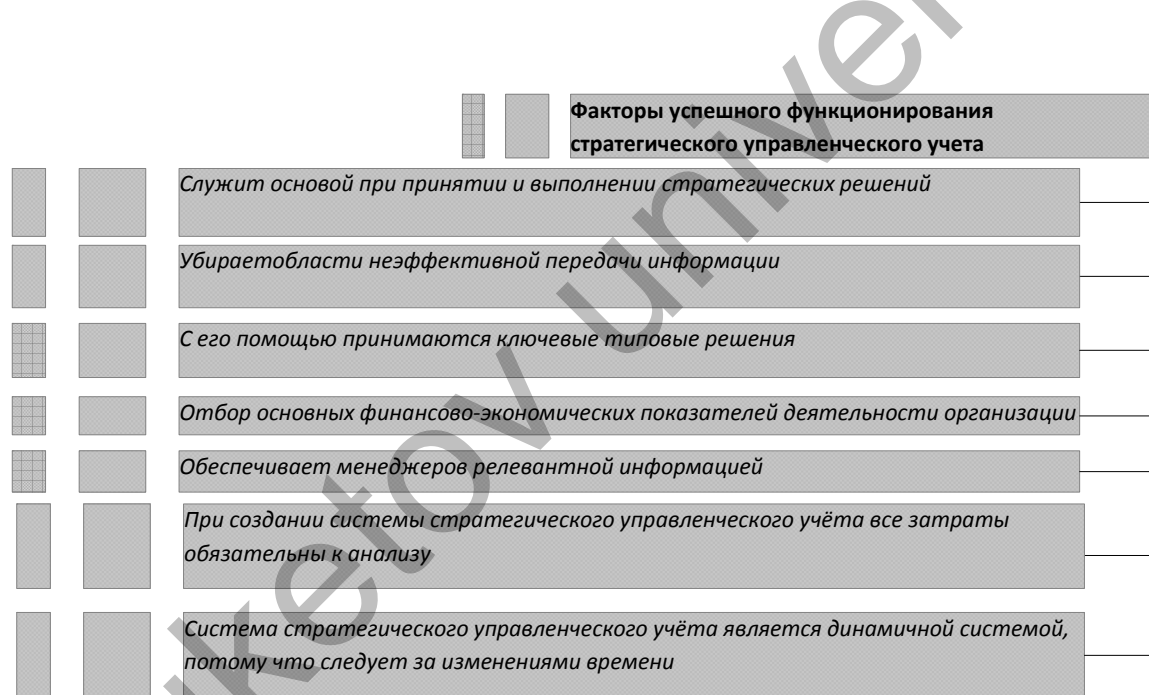 Факторы успешного функционирования
стратегического управленческого учета
Служит основой при принятии и выполнении стратегических решений
Убираетобласти неэффективной передачи информации
С его помощью принимаются ключевые типовые решения
Отбор основных финансово-экономических показателей деятельности организации
Обеспечивает менеджеров релевантной информацией
При создании системы стратегического управленческого учёта все затраты
обязательны к анализу
Система стратегического управленческого учёта является динамичной системой,
потому что следует за изменениями времени
uketov univer